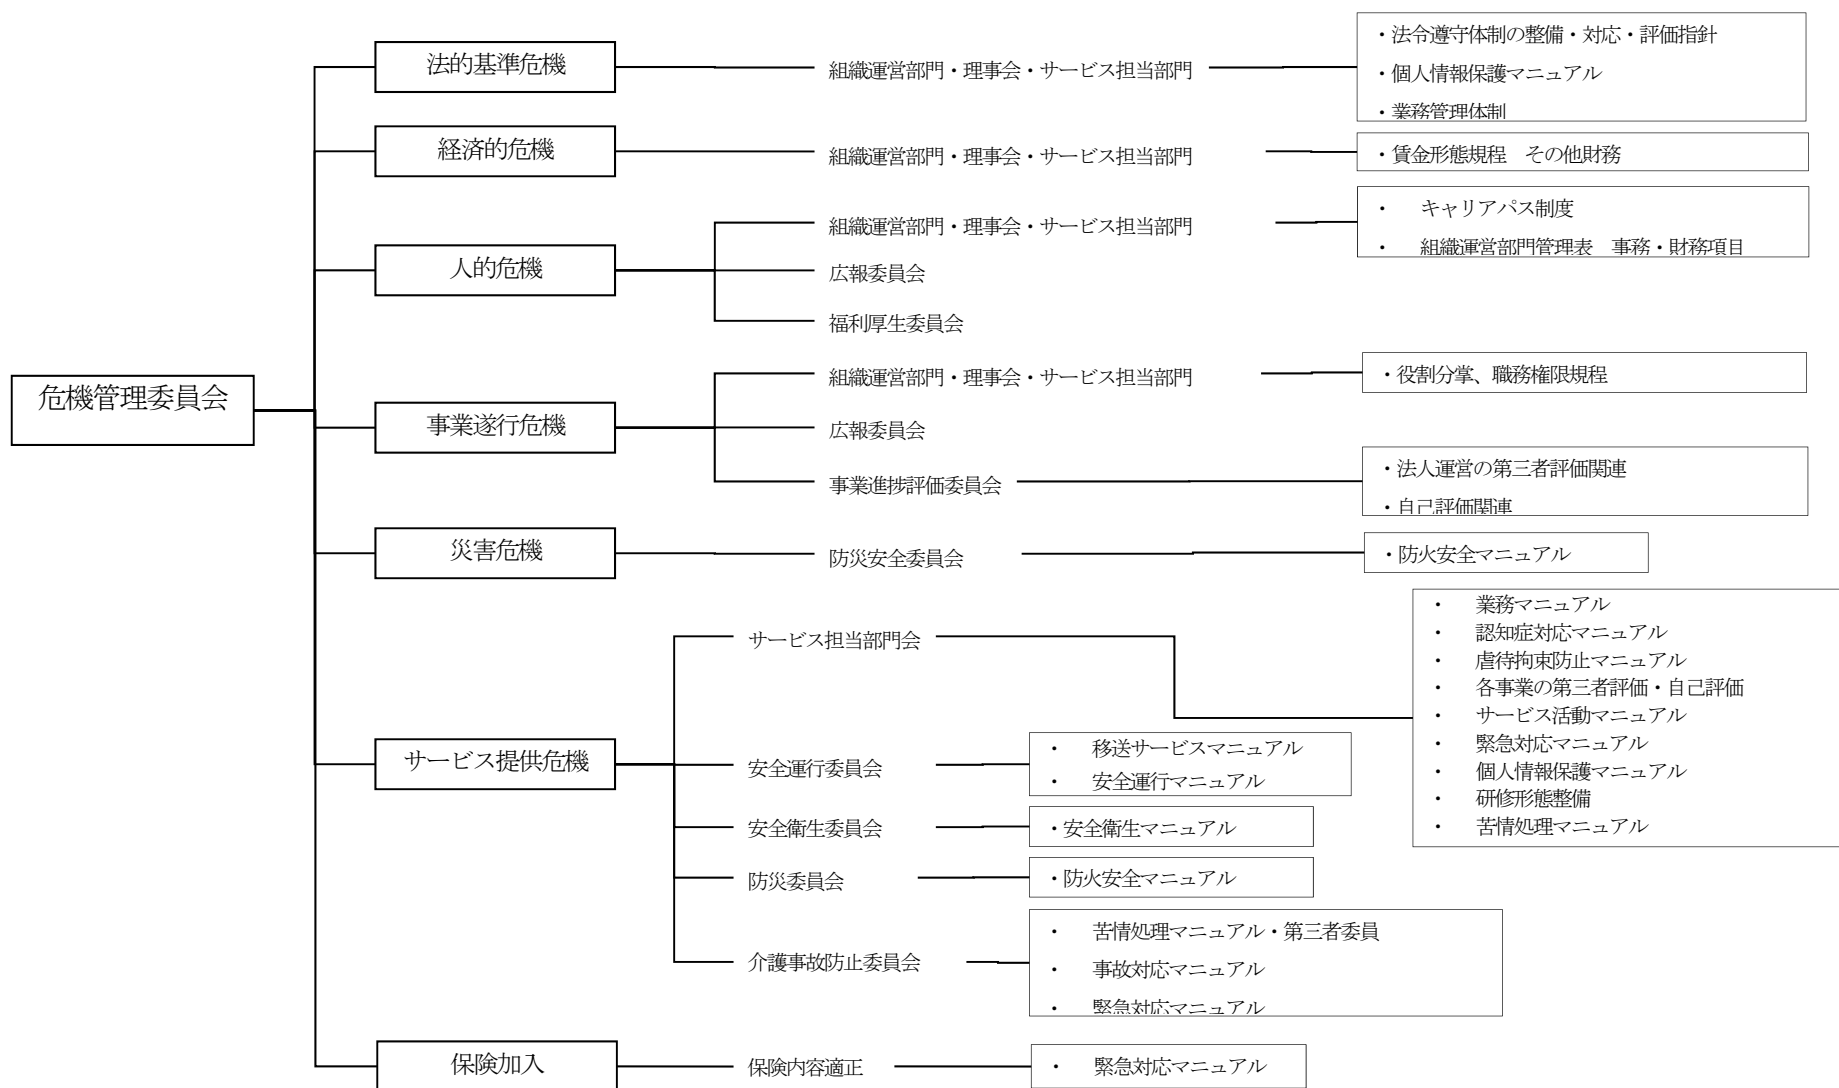 法的基準危機
組織運営部門・理事会・サービス担当部門
・法令遵守体制の整備・対応・評価指針
・個人情報保護マニュアル
・業務管理体制
経済的危機
組織運営部門・理事会・サービス担当部門
・賃金形態規程　その他財務
人的危機
組織運営部門・理事会・サービス担当部門
・　キャリアパス制度
・　組織運営部門管理表　事務・財務項目
広報委員会
福利厚生委員会
危機管理委員会
事業遂行危機
組織運営部門・理事会・サービス担当部門
・役割分掌、職務権限規程
広報委員会
事業進捗評価委員会
・法人運営の第三者評価関連
・自己評価関連
災害危機
防災安全委員会
・防火安全マニュアル
サービス提供危機
サービス担当部門会
・　業務マニュアル
・　認知症対応マニュアル
・　虐待拘束防止マニュアル
・　各事業の第三者評価・自己評価
・　サービス活動マニュアル
・　緊急対応マニュアル
・　個人情報保護マニュアル
・　研修形態整備
・　苦情処理マニュアル
安全運行委員会
・　移送サービスマニュアル
・　安全運行マニュアル
安全衛生委員会
・安全衛生マニュアル
防災委員会
・防火安全マニュアル
介護事故防止委員会
・　苦情処理マニュアル・第三者委員
・　事故対応マニュアル
・　緊急対応マニュアル
保険加入
保険内容適正
・　緊急対応マニュアル